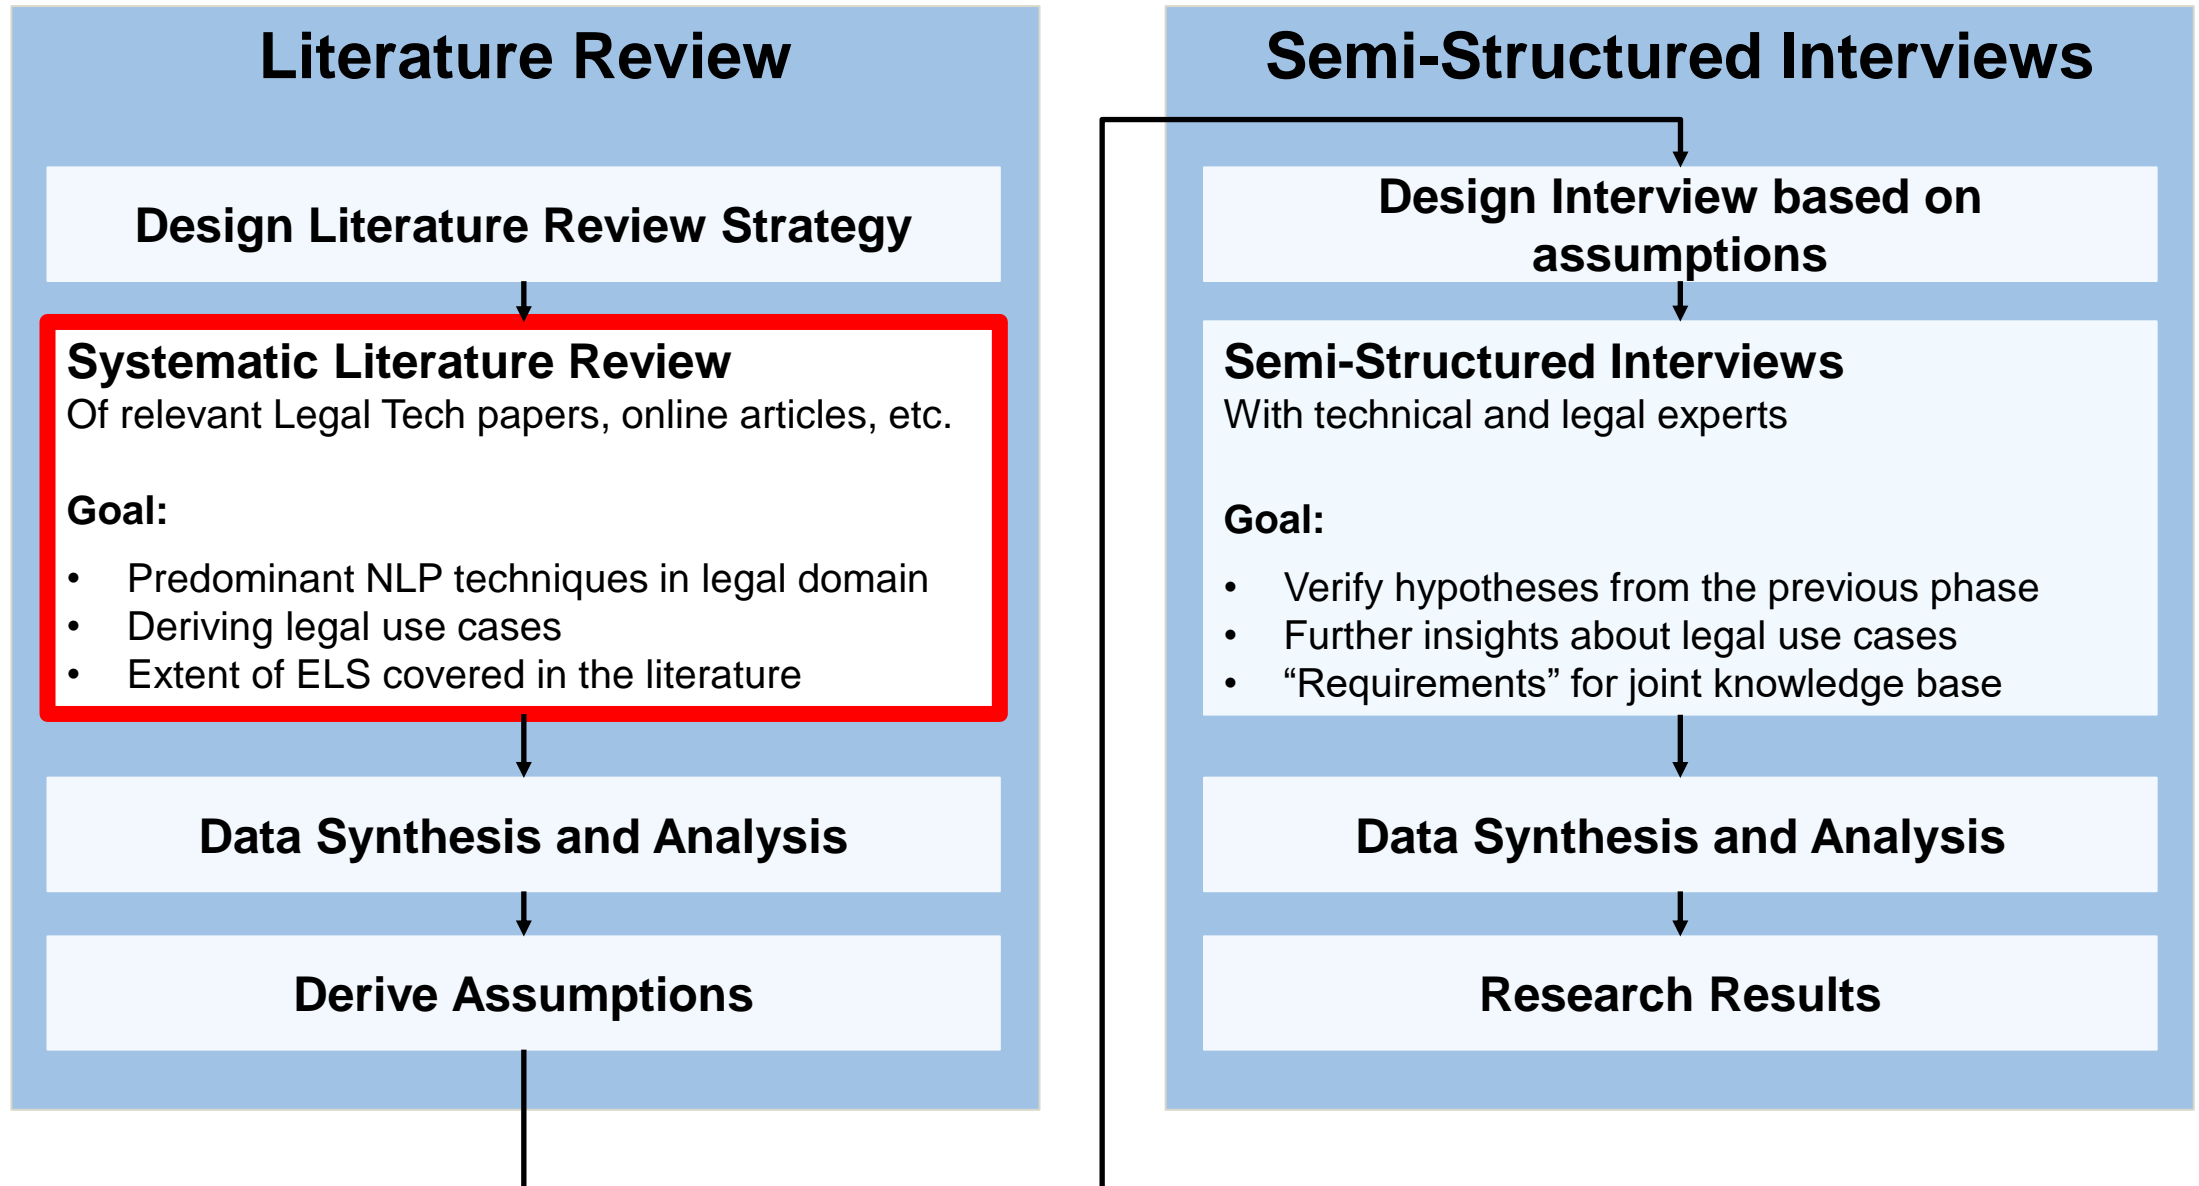 Literature Review
Design Literature Review Strategy
Systematic Literature Review
Of relevant Legal Tech papers, online articles, etc.
Goal:
• Predominant NLP techniques in legal domain
• Deriving legal use cases
• Extent of ELS covered in the literature
Data Synthesis and Analysis
Derive Assumptions
Semi-Structured Interviews
Design Interview based on
assumptions
Semi-Structured Interviews
With technical and legal experts
Goal:
• Verify hypotheses from the previous phase
• Further insights about legal use cases
• “Requirements” for joint knowledge base
Data Synthesis and Analysis
Research Results